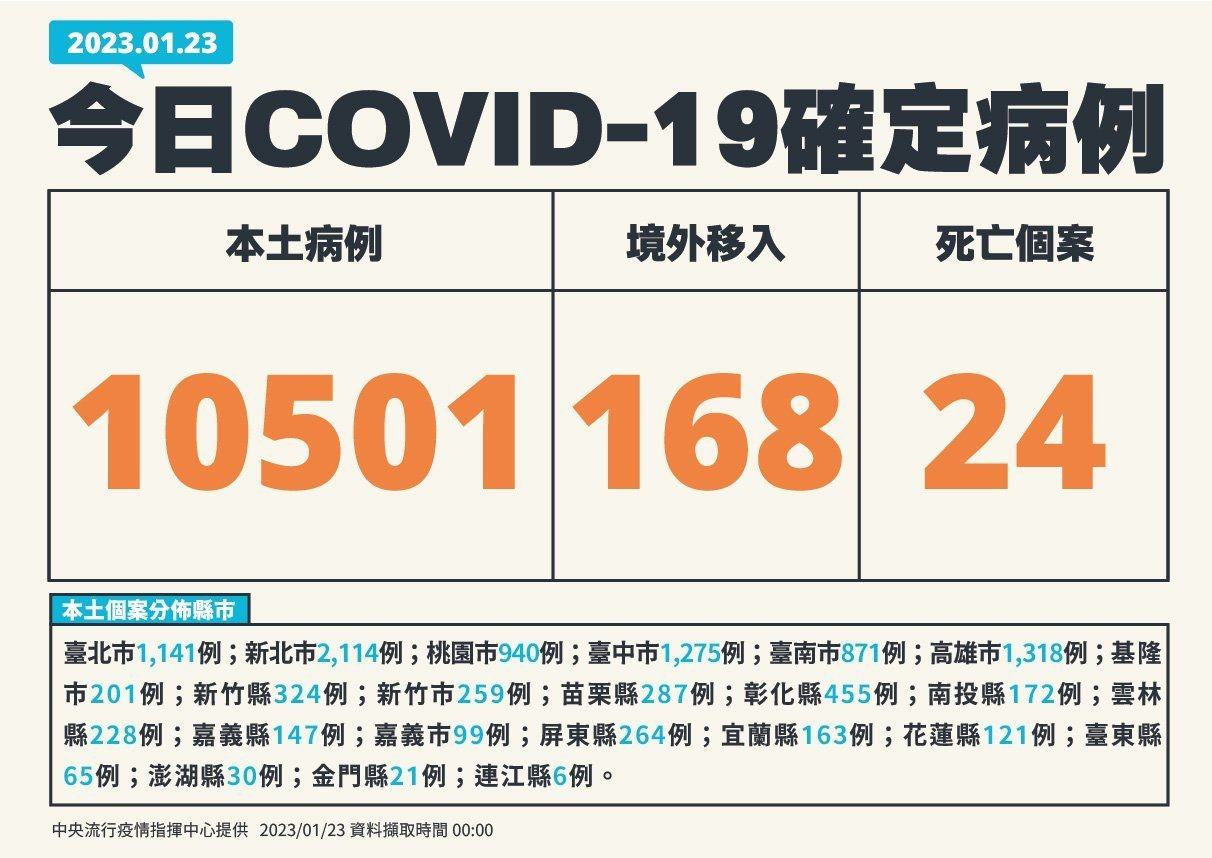 2023.01.23
今日COVID-19確定病例
本土病例 境外移入 死亡個案
10501 168 24
本土個案分佈縣市
臺北市1,141例；新北市2,114例；桃園市940例；臺中市1,275例；臺南市871例；高雄市1,318例；基隆
市201例；新竹縣324例；新竹市259例；苗栗縣287例；彰化縣455例；南投縣172例；雲林
縣228例；嘉義縣147例；嘉義市99例；屏東縣264例；宜蘭縣163例；花蓮縣121例；臺東縣
65例；澎湖縣30例；金門縣21例；連江縣6例。
中央流行疫情指揮中心提供 2023/01/23 資料擷取時間 00:00